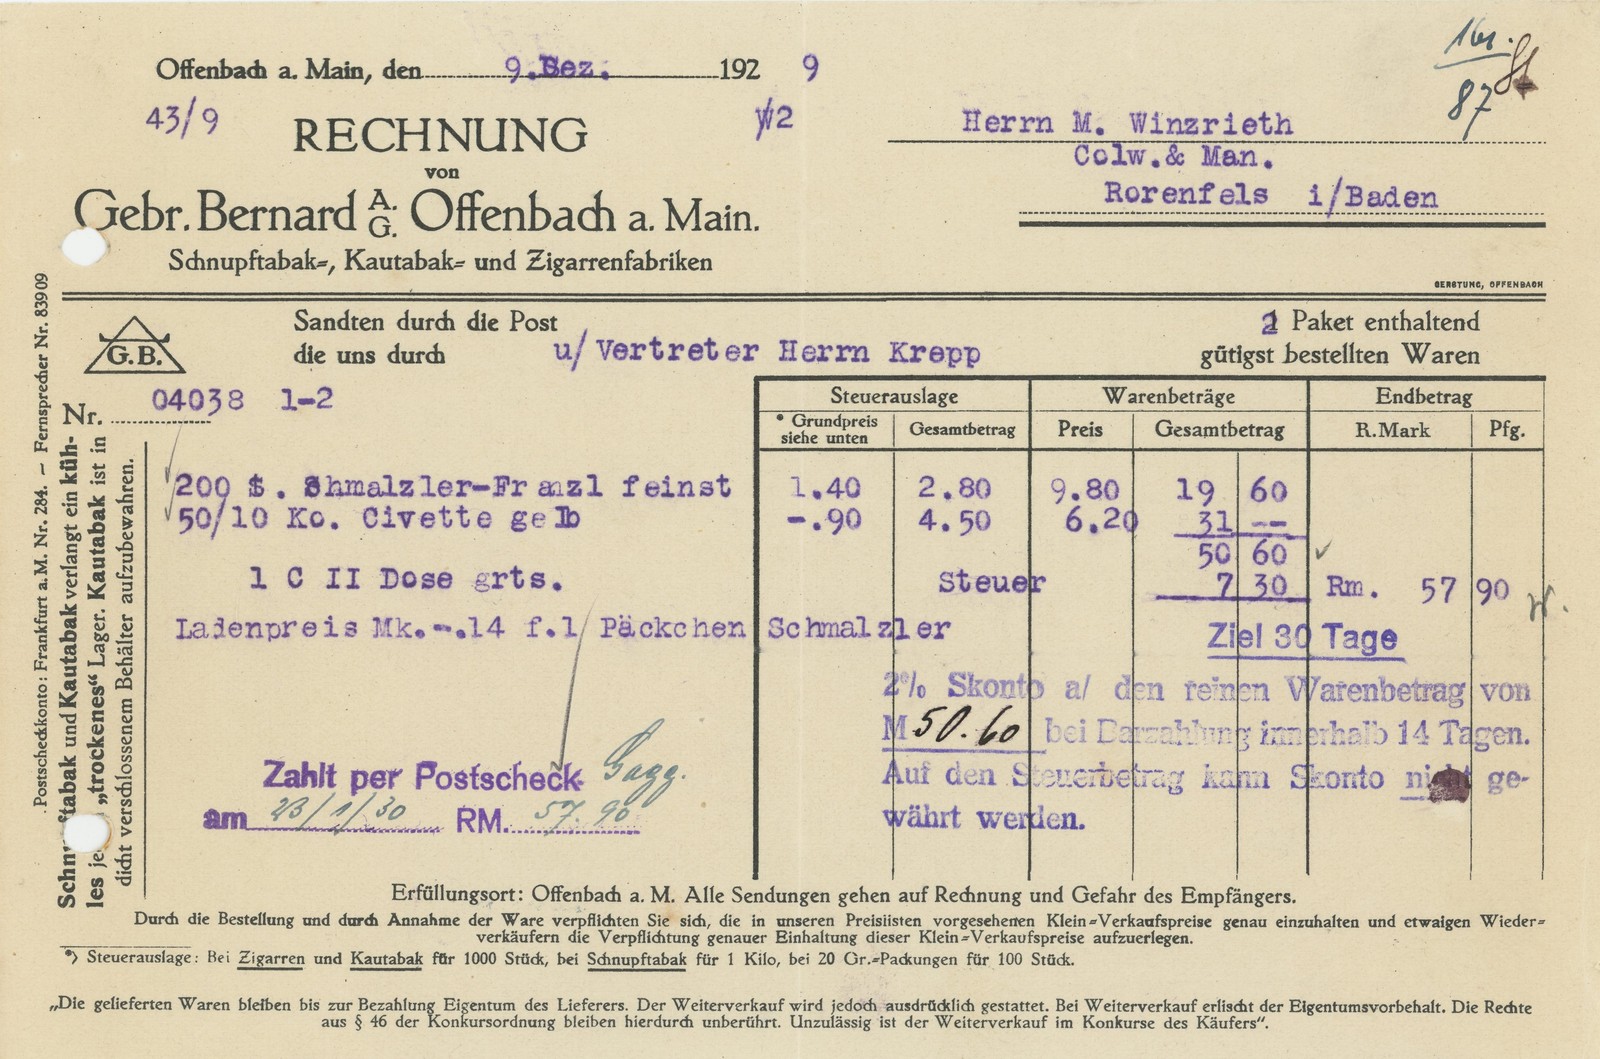 Offenbach a. Main, den 9.Dez. 192 9
43/9
W2
RECHNUNG
von
Gebr. Bernard A.G. Offenbach a. Main.
Schnupftabak=, Kautabak= und Zigarrenfabriken
87
Herrn M. Winzrieth
Colw.& Man.
Rorenfels i/Baden
GERSTUNG, OFFENBACH
G.B.
Sandten durch die Post
die uns durch u/Vertreter Herrn Krepp
2 Paket enthaltend
gütigst bestellten Waren
Nr. 04038 1-2
Steuerauslage Warenbeträge Endbetrag
* Grundpreis siehe unten Gesamtbetrag Preis Gesamtbetrag R.Mark Pfg.
200 $. Shmalzler-Franzl feinst 1.40 2.80 9.80 19 60
50/10 Ko. Civette gelb -.90 4.50 6.20 31 --
50 60
1 C II Dose grts. Steuer 7 30 Rm. 57 90
Ladenpreis Mk.-.14 f.1 Päckchen Schmalzler
Ziel 30 Tage
2% Skonto a/ den reinen Warenbetrag von
M 50.60 bei Barzahlung innerhalb 14 Tagen.
Auf den Steuerbetrag kann Skonto nicht ge-
währt werden.
Zahlt per Postscheck
am 23/1/30 RM. 57.90
Postscheckkonto: Frankfurt a. M. Nr. 284. – Fernsprecher Nr. 83909
Schnupftabak und Kautabak verlangt ein küh-
les jedoch „trockenes“ Lager. Kautabak ist in
dicht verschlossenem Behälter aufzubewahren.
Erfüllungsort: Offenbach a. M. Alle Sendungen gehen auf Rechnung und Gefahr des Empfängers.
Durch die Bestellung und durch Annahme der Ware verpflichten Sie sich, die in unseren Preislisten vorgesehenen Klein=Verkaufspreise genau einzuhalten und etwaigen Wieder=
verkäufern die Verpflichtung genauer Einhaltung dieser Klein=Verkaufspreise aufzuerlegen.
*) Steuerauslage: Bei Zigarren und Kautabak für 1000 Stück, bei Schnupftabak für 1 Kilo, bei 20 Gr.=Packungen für 100 Stück.
„Die gelieferten Waren bleiben bis zur Bezahlung Eigentum des Lieferers. Der Weiterverkauf wird jedoch ausdrücklich gestattet. Bei Weiterverkauf erlischt der Eigentumsvorbehalt. Die Rechte
aus § 46 der Konkursordnung bleiben hierdurch unberührt. Unzulässig ist der Weiterverkauf im Konkurse des Käufers“.